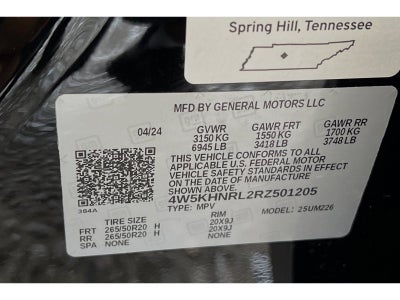 Spring Hill, Tennessee
MFD BY GENERAL MOTORS LLC
04/24 GVWR GAWR FRT GAWR RR
3150 KG 1550 KG 1700 KG
6945 LB 3418 LB 3748 LB
THIS VEHICLE CONFORMS TO ALL
APPLICABLE U.S. FEDERAL MOTOR
VEHICLE SAFETY STANDARDS IN EFFECT
ON THE DATE OF MANUFACTURE
SHOWN ABOVE.
4W5KHNRL2RZ501205
TYPE: MPV MODEL: 25UM226
384A
TIRE SIZE RIM
FRT 265/50R20 H 20X9J
RR 265/50R20 H 20X9J
SPA NONE NONE